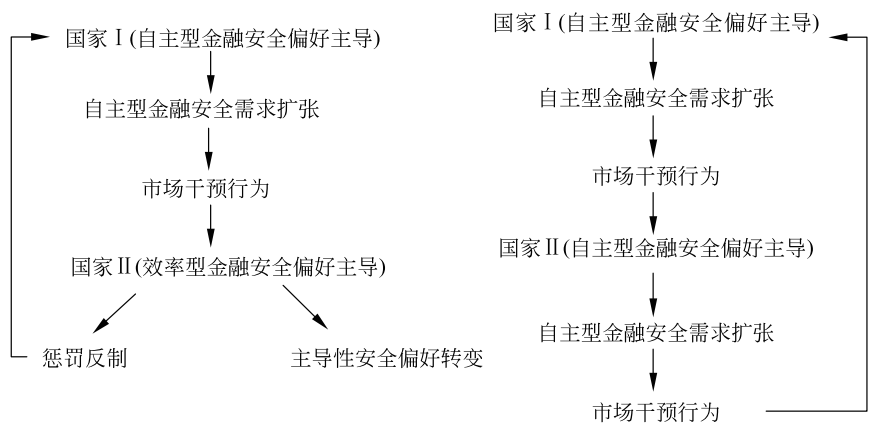 国家Ⅰ(自主型金融安全偏好主导)
自主型金融安全需求扩张
市场干预行为
国家Ⅱ(效率型金融安全偏好主导)
惩罚反制
主导性安全偏好转变
国家Ⅰ(自主型金融安全偏好主导)
自主型金融安全需求扩张
市场干预行为
国家Ⅱ(自主型金融安全偏好主导)
自主型金融安全需求扩张
市场干预行为